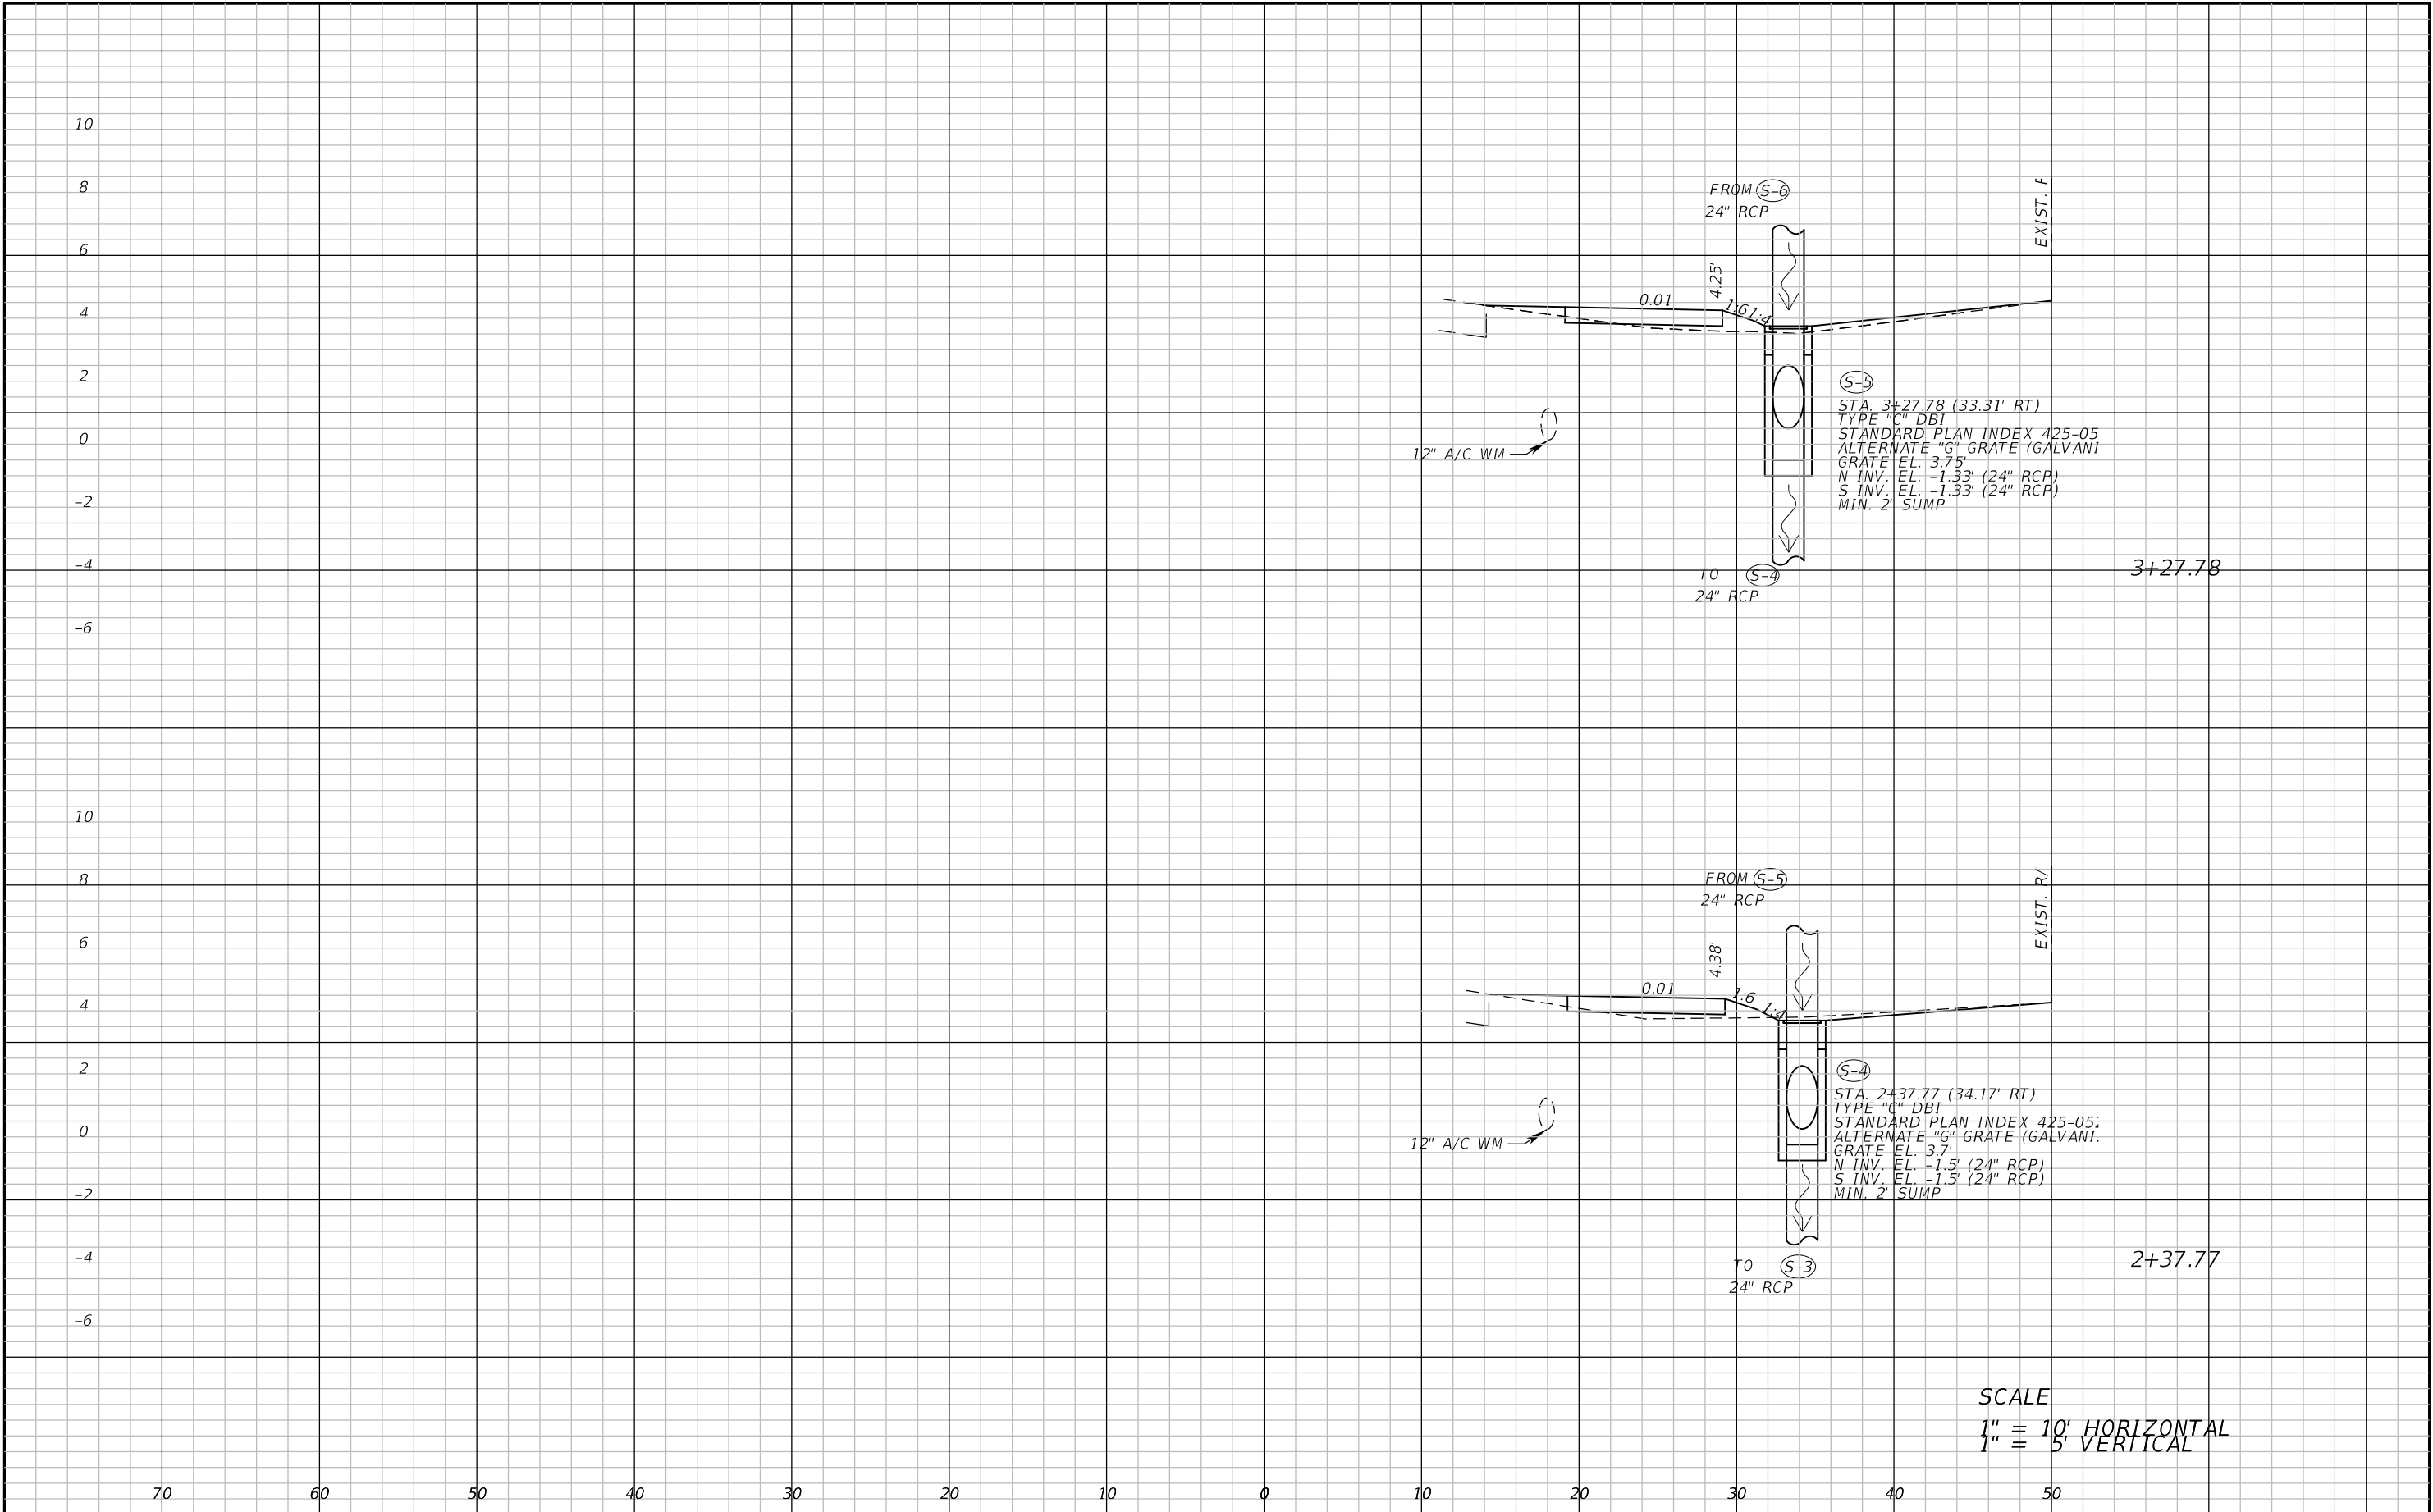 10
8
6
4
2
0
-2
-4
-6
FROM S-6
24" RCP
EXIST.
4.25'
0.01
1:6 1:4
12" A/C WM
S-5
STA. 3+27.78 (33.31' RT)
TYPE "C" DBI
STANDARD PLAN INDEX 425-05
ALTERNATE "G" GRATE (GALVANI
GRATE EL. 3.75'
N INV. EL. -1.33' (24" RCP)
S INV. EL. -1.33' (24" RCP)
MIN. 2' SUMP
TO S-4
24" RCP
3+27.78
10
8
6
4
2
0
-2
-4
-6
FROM S-5
24" RCP
EXIST. R/
4.38'
0.01
1:6 1:4
12" A/C WM
S-4
STA. 2+37.77 (34.17' RT)
TYPE "C" DBI
STANDARD PLAN INDEX 425-05
ALTERNATE "G" GRATE (GALVANI
GRATE EL. 3.7'
N INV. EL. -1.5' (24" RCP)
S INV. EL. -1.5' (24" RCP)
MIN. 2' SUMP
TO S-3
24" RCP
2+37.77
SCALE
1" = 10' HORIZONTAL
1" = 5' VERTICAL
70 60 50 40 30 20 10 0 10 20 30 40 50